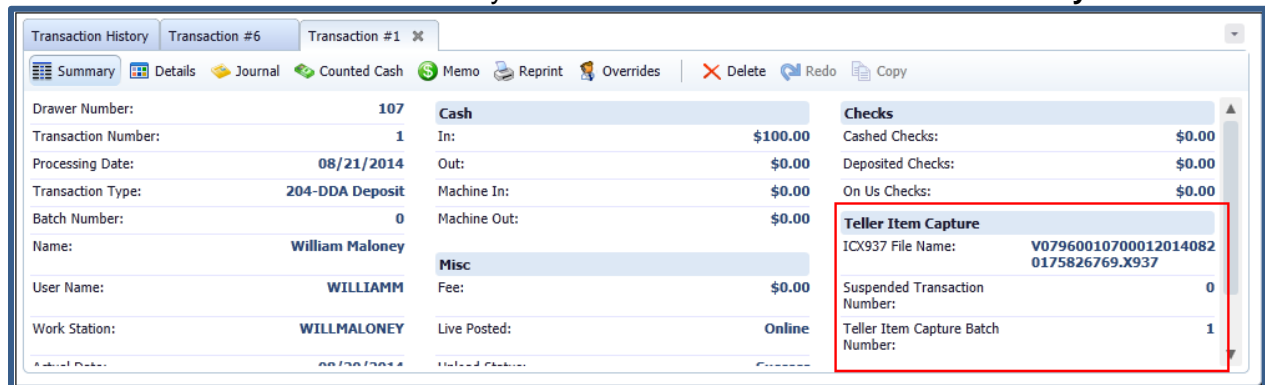 Transaction History Transaction #6 Transaction #1
Summary Details Journal Counted Cash Memo Reprint Overrides Delete Redo Copy
Drawer Number: 107
Transaction Number: 1
Processing Date: 08/21/2014
Transaction Type: 204-DDA Deposit
Batch Number: 0
Name: William Maloney
User Name: WILLIAMM
Work Station: WILLMALONEY
Cash
In: $100.00
Out: $0.00
Machine In: $0.00
Machine Out: $0.00
Misc
Fee: $0.00
Live Posted: Online
Checks
Cashed Checks: $0.00
Deposited Checks: $0.00
On Us Checks: $0.00
Teller Item Capture
ICX937 File Name: V07960010700012014082
0175826769.X937
Suspended Transaction 0
Number:
Teller Item Capture Batch 1
Number: